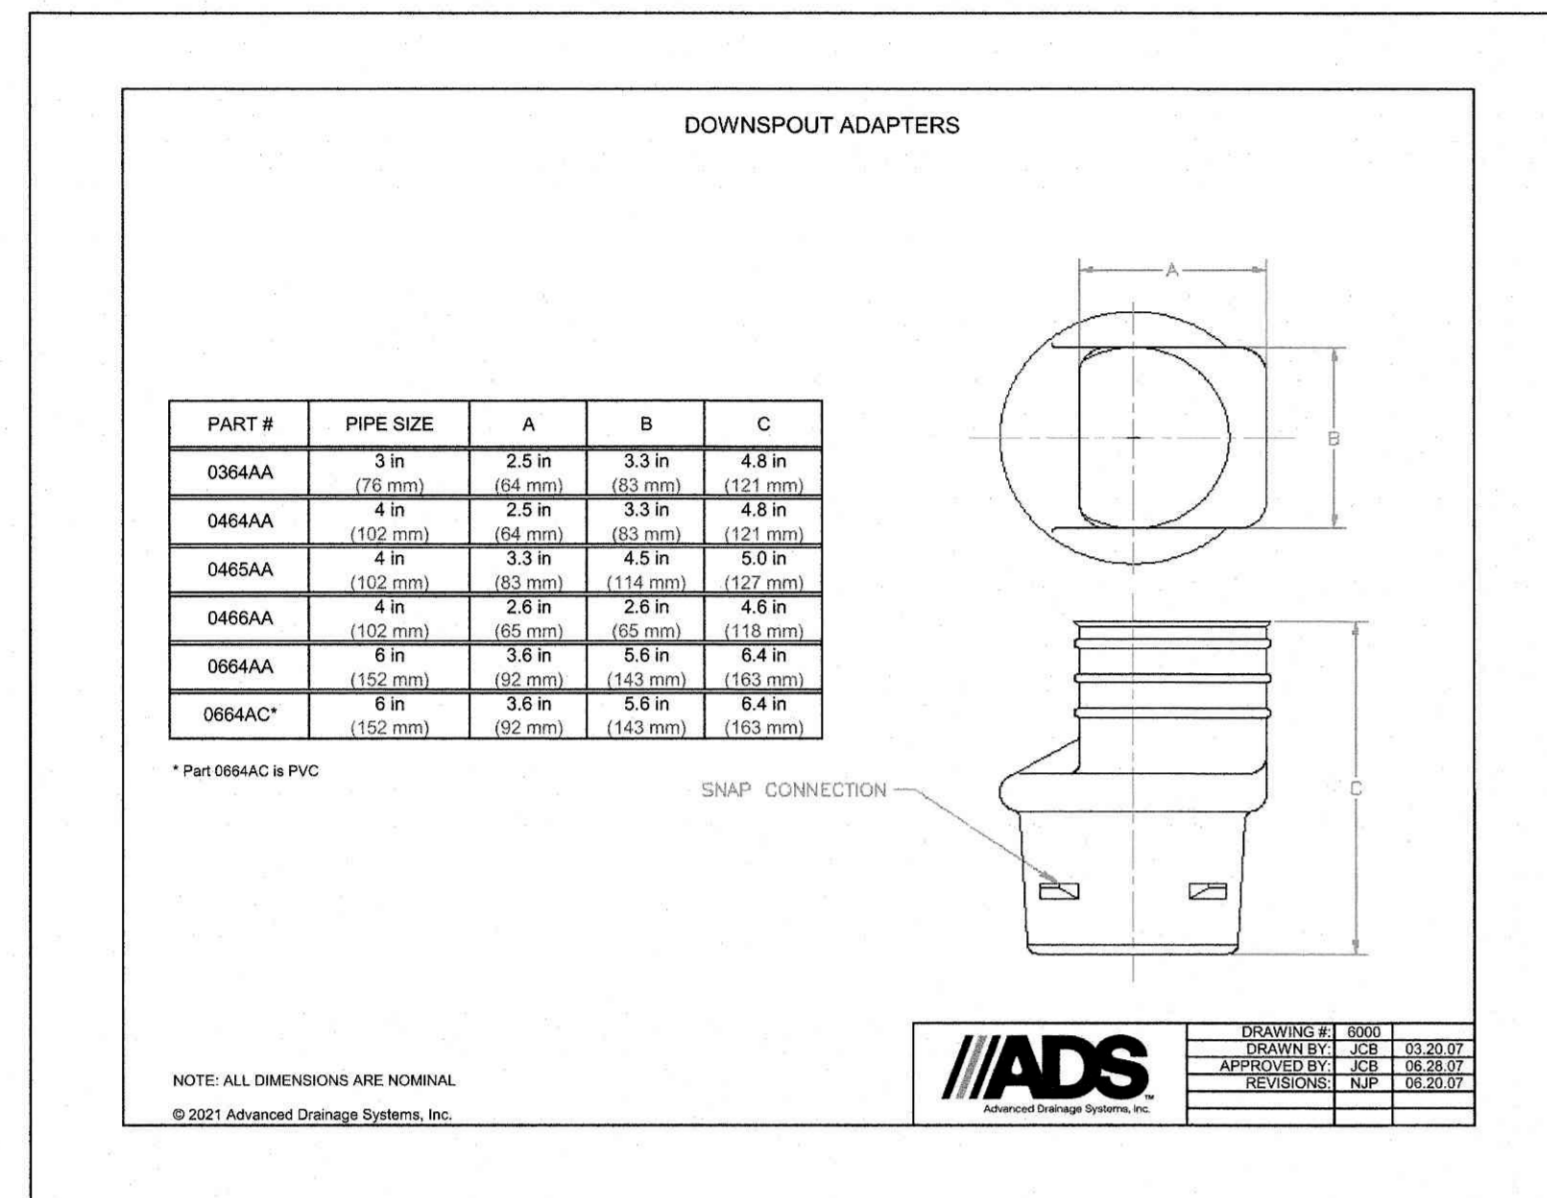 DOWNSPOUT ADAPTERS
A
B
PART # PIPE SIZE A B C
0364AA 3 in (76 mm) 2.5 in (64 mm) 3.3 in (83 mm) 4.8 in (121 mm)
0464AA 4 in (102 mm) 2.5 in (64 mm) 3.3 in (83 mm) 4.8 in (121 mm)
0465AA 4 in (102 mm) 3.3 in (83 mm) 4.5 in (114 mm) 5.0 in (127 mm)
0466AA 4 in (102 mm) 2.6 in (65 mm) 2.6 in (65 mm) 4.6 in (118 mm)
0664AA 6 in (152 mm) 3.6 in (92 mm) 5.6 in (143 mm) 6.4 in (163 mm)
0664AC* 6 in (152 mm) 3.6 in (92 mm) 5.6 in (143 mm) 6.4 in (163 mm)
* Part 0664AC is PVC
SNAP CONNECTION
C
NOTE: ALL DIMENSIONS ARE NOMINAL
© 2021 Advanced Drainage Systems, Inc.
ADS™
Advanced Drainage Systems, Inc.
DRAWING #: 6000
DRAWN BY: JCB 03.20.07
APPROVED BY: JCB 06.28.07
REVISIONS: NJP 06.20.07